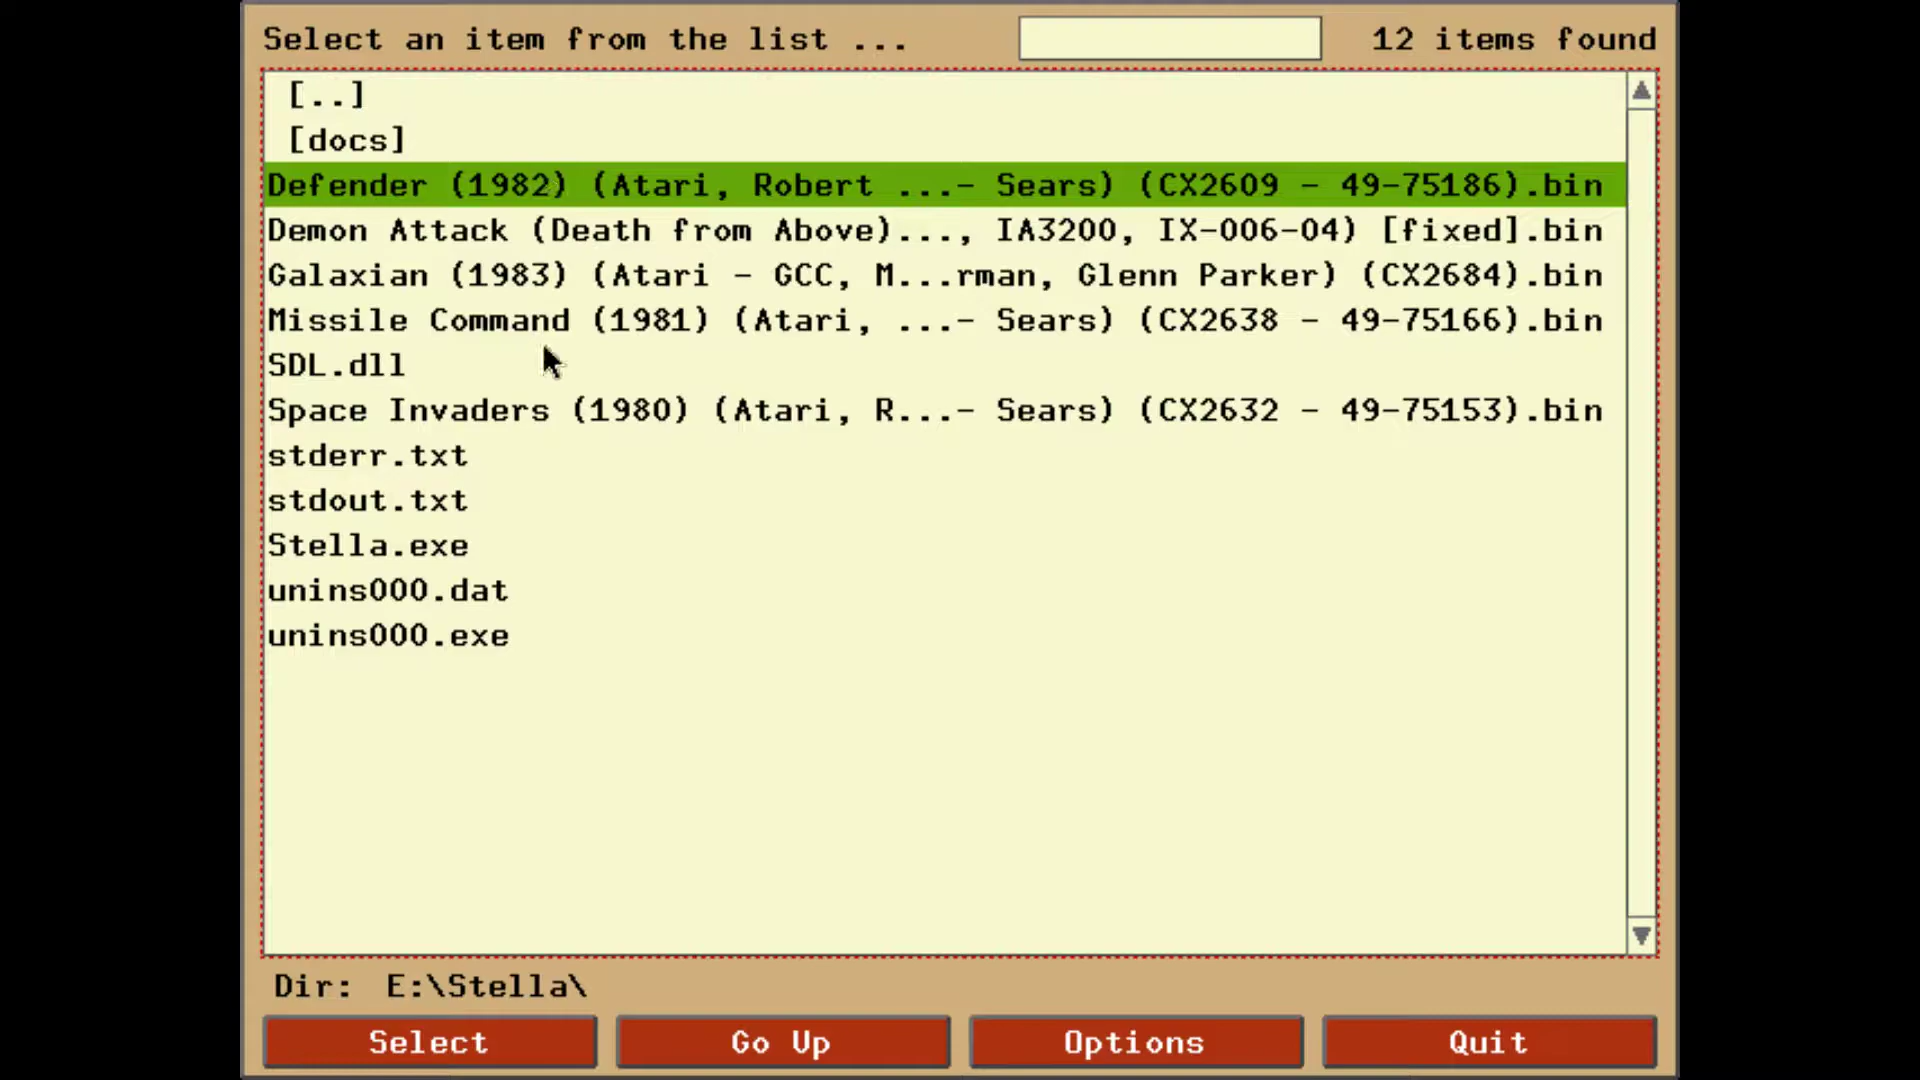 Select an item from the list ...
12 items found
[..]
[docs]
Defender (1982) (Atari, Robert ...- Sears) (CX2609 - 49-75186).bin
Demon Attack (Death from Above)..., IA3200, IX-006-04) [fixed].bin
Galaxian (1983) (Atari - GCC, M...rman, Glenn Parker) (CX2684).bin
Missile Command (1981) (Atari, ...- Sears) (CX2638 - 49-75166).bin
SDL.dll
Space Invaders (1980) (Atari, R...- Sears) (CX2632 - 49-75153).bin
stderr.txt
stdout.txt
Stella.exe
unins000.dat
unins000.exe
Dir: E:\Stella\
Select
Go Up
Options
Quit